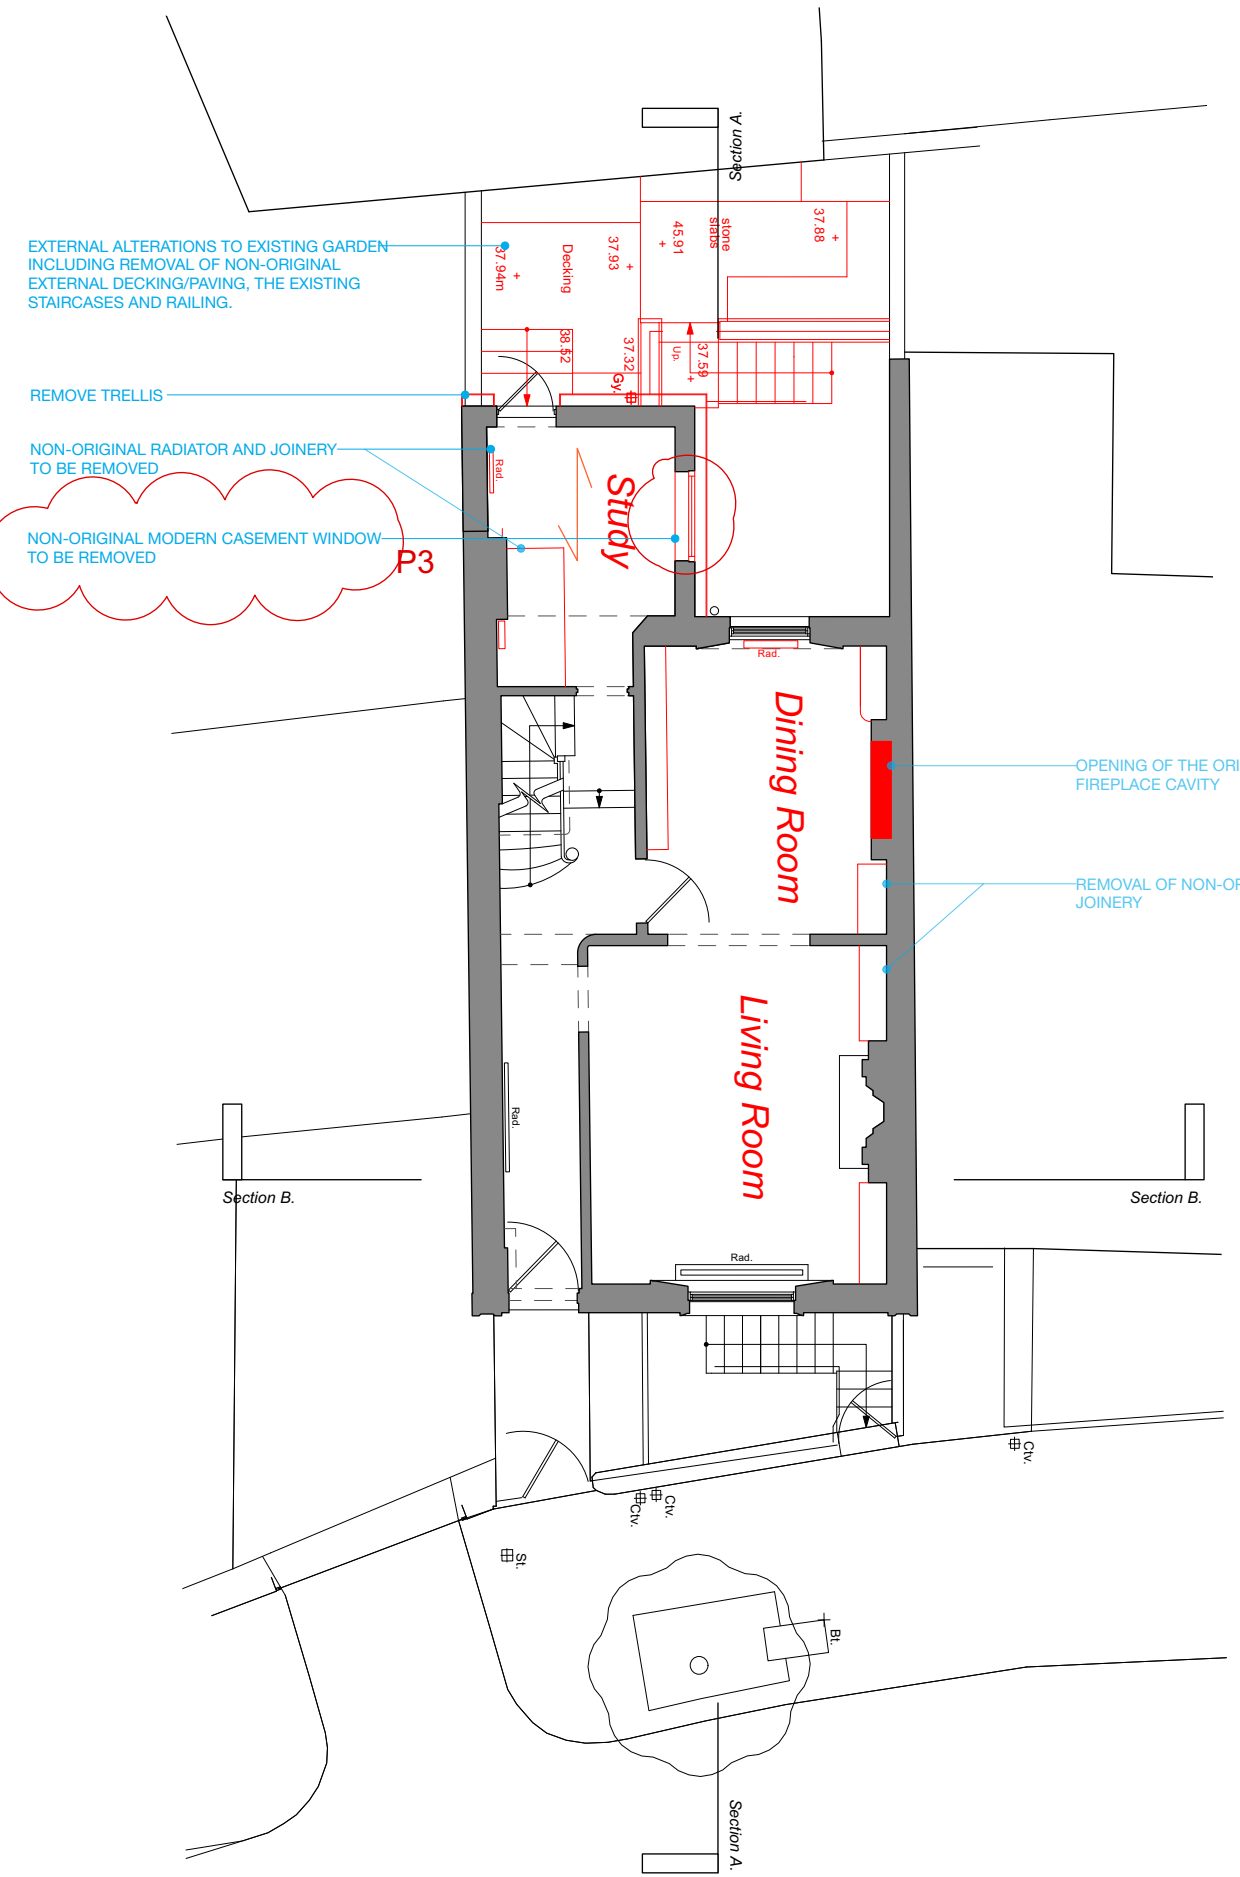 Section A.
EXTERNAL ALTERATIONS TO EXISTING GARDEN
INCLUDING REMOVAL OF NON-ORIGINAL
EXTERNAL DECKING/PAVING, THE EXISTING
STAIRCASES AND RAILING.
37.94m
Decking
37.93
45.91
stone
slabs
37.88
38.52
37.32
Up.
37.59
Gy.
REMOVE TRELLIS
NON-ORIGINAL RADIATOR AND JOINERY
TO BE REMOVED
Rad.
Study
NON-ORIGINAL MODERN CASEMENT WINDOW
TO BE REMOVED
P3
Rad.
Dining Room
OPENING OF THE ORI
FIREPLACE CAVITY
REMOVAL OF NON-OR
JOINERY
Living Room
Rad.
Section B.
Section B.
Rad.
Ctv.
Ctv.
Ctv.
St.
Bt.
Section A.